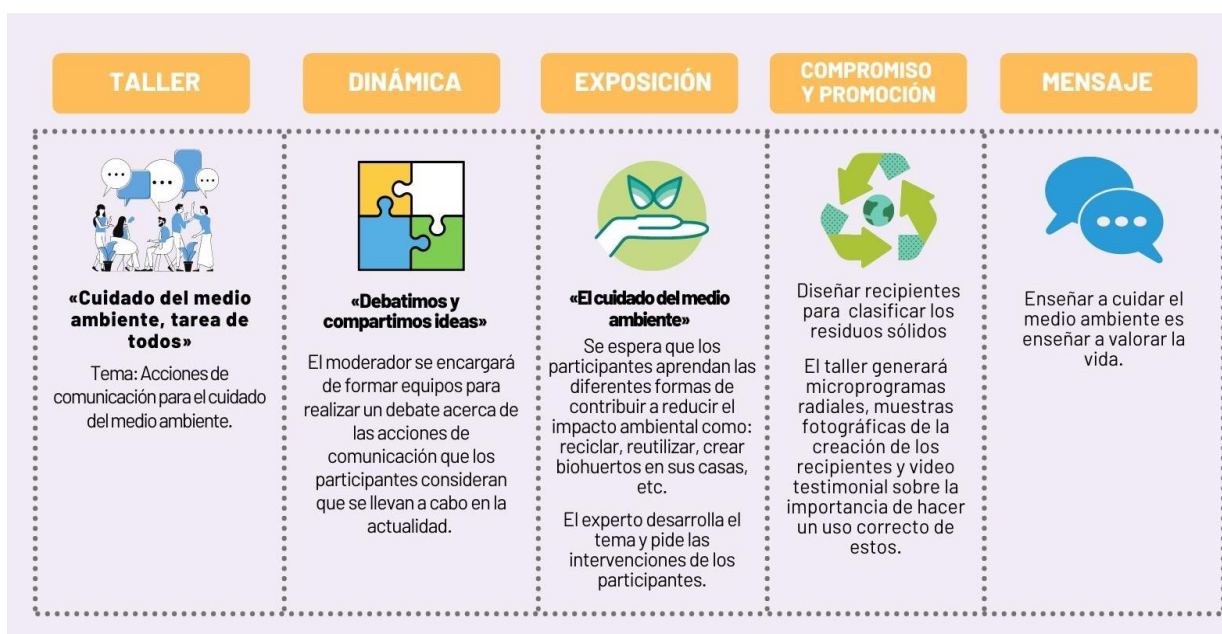 TALLER
DINÁMICA
EXPOSICIÓN
COMPROMISO
Y PROMOCIÓN
MENSAJE
«Cuidado del medio
ambiente, tarea de
todos»
Tema: Acciones de
comunicación para el cuidado
del medio ambiente.
«Debatimos y
compartimos ideas»
El moderador se encargará
de formar equipos para
realizar un debate acerca de
las acciones de
comunicación que los
participantes consideran
que se llevan a cabo en la
actualidad.
«El cuidado del medio
ambiente»
Se espera que los
participantes aprendan las
diferentes formas de
contribuir a reducir el
impacto ambiental como:
reciclar, reutilizar, crear
biohuertos en sus casas,
etc.
El experto desarrolla el
tema y pide las
intervenciones de los
participantes.
Diseñar recipientes
para clasificar los
residuos sólidos
El taller generará
microprogramas
radiales, muestras
fotográficas de la
creación de los
recipientes y video
testimonial sobre la
importancia de hacer
un uso correcto de
estos.
Enseñar a cuidar el
medio ambiente es
enseñar a valorar la
vida.